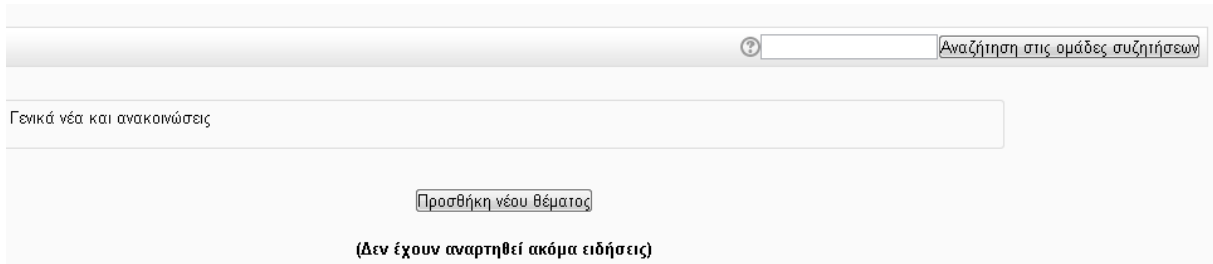 Αναζήτηση στις ομάδες συζητήσεων
Γενικά νέα και ανακοινώσεις
Προσθήκη νέου θέματος
(Δεν έχουν αναρτηθεί ακόμα ειδήσεις)